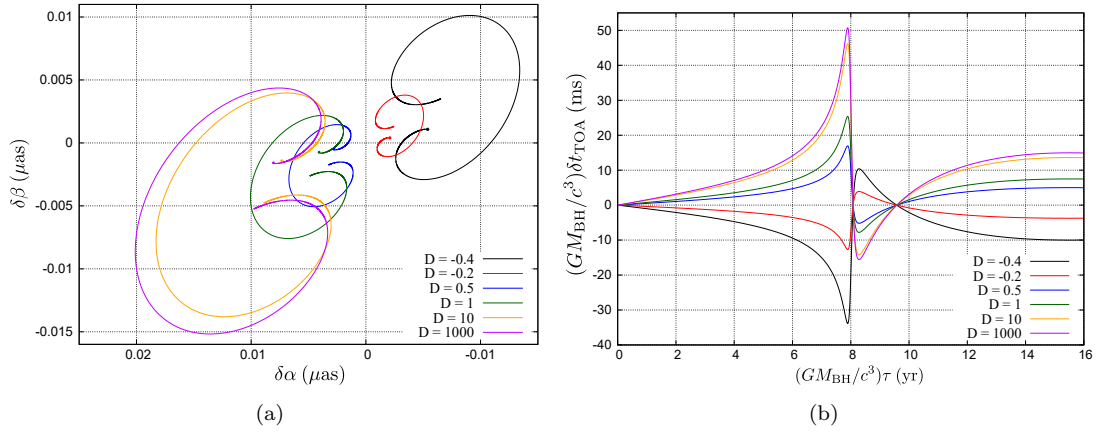 0.01
0.005
0
-0.005
-0.01
-0.015
δβ (μas)
D = -0.4
D = -0.2
D = 0.5
D = 1
D = 10
D = 1000
0.02 0.01 0 -0.01
δα (μas)
(a)
50
40
30
20
10
0
-10
-20
-30
-40
(GM_BH/c³)δt_TOA (ms)
D = -0.4
D = -0.2
D = 0.5
D = 1
D = 10
D = 1000
0 2 4 6 8 10 12 14 16
(GM_BH/c³)τ (yr)
(b)